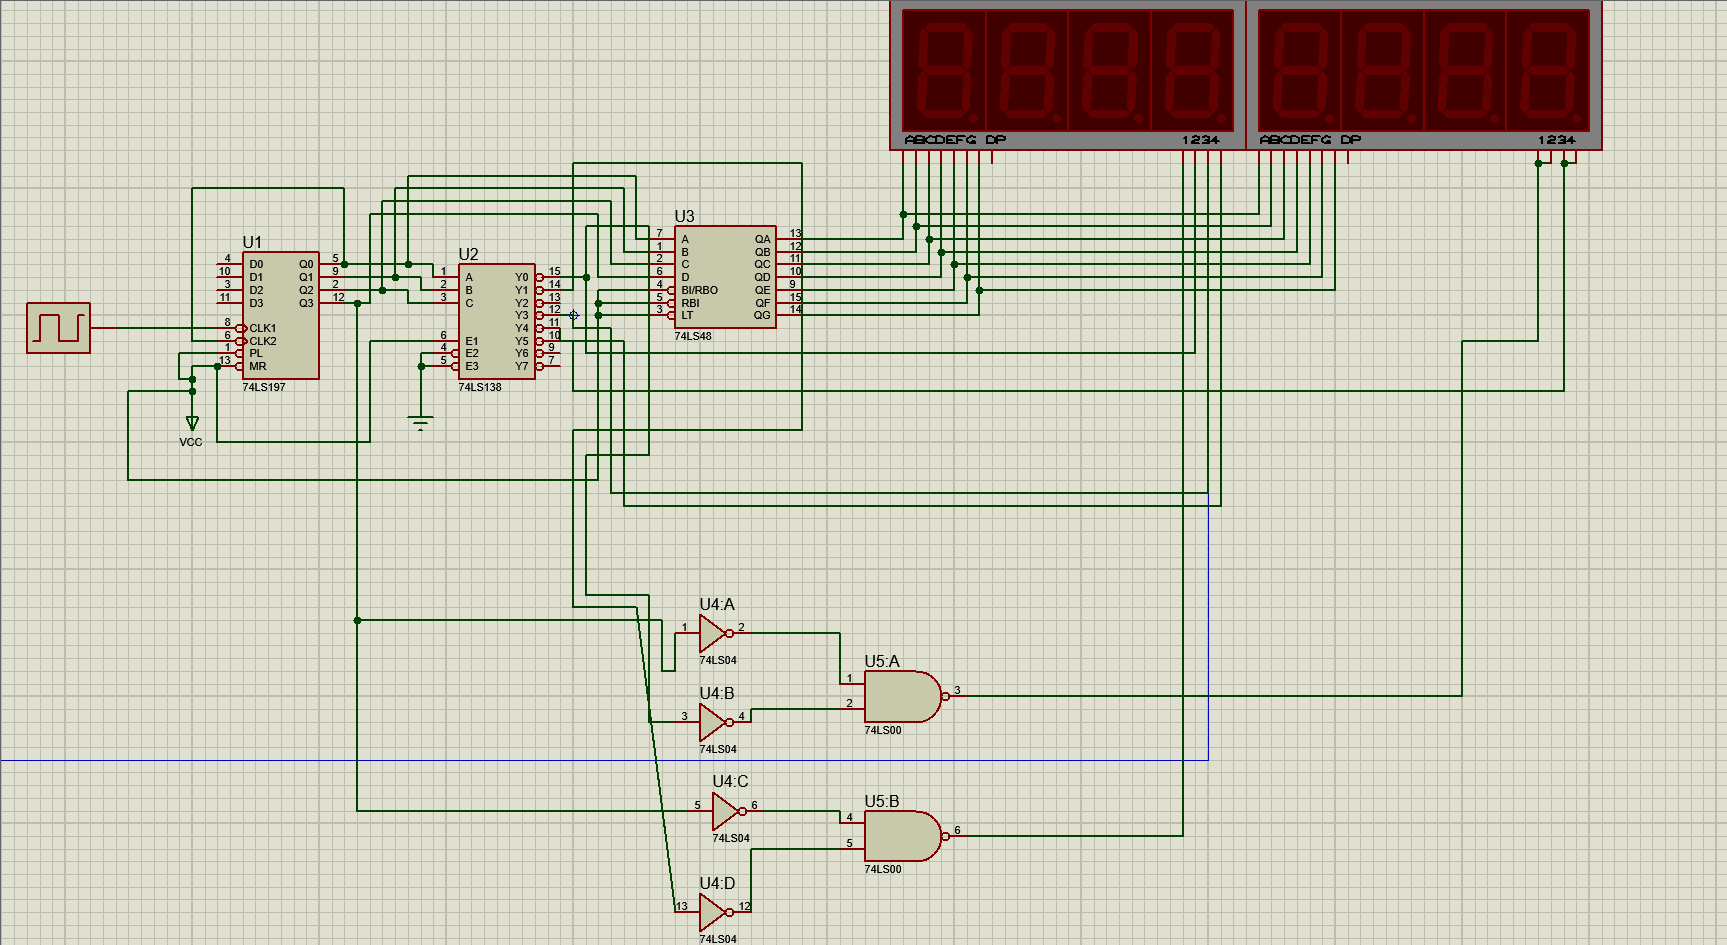 ABCDEFG DP
1234
ABCDEFG DP
1234
U1
4 D0 Q0 5
10 D1 Q1 9
3 D2 Q2 2
11 D3 Q3 12
8 CLK1
6 CLK2
1 PL
13 MR
74LS197
VCC
U2
1 A Y0 15
2 B Y1 14
3 C Y2 13
Y3 12
Y4 11
6 E1 Y5 10
4 E2 Y6 9
5 E3 Y7 7
74LS138
U3
7 A QA 13
1 B QB 12
2 C QC 11
6 D QD 10
4 BI/RBO QE 9
5 RBI QF 15
3 LT QG 14
74LS48
U4:A
1 2
74LS04
U5:A
1
2
3
74LS00
U4:B
3 4
74LS04
U4:C
5 6
74LS04
U5:B
4
5
6
74LS00
U4:D
13 12
74LS04